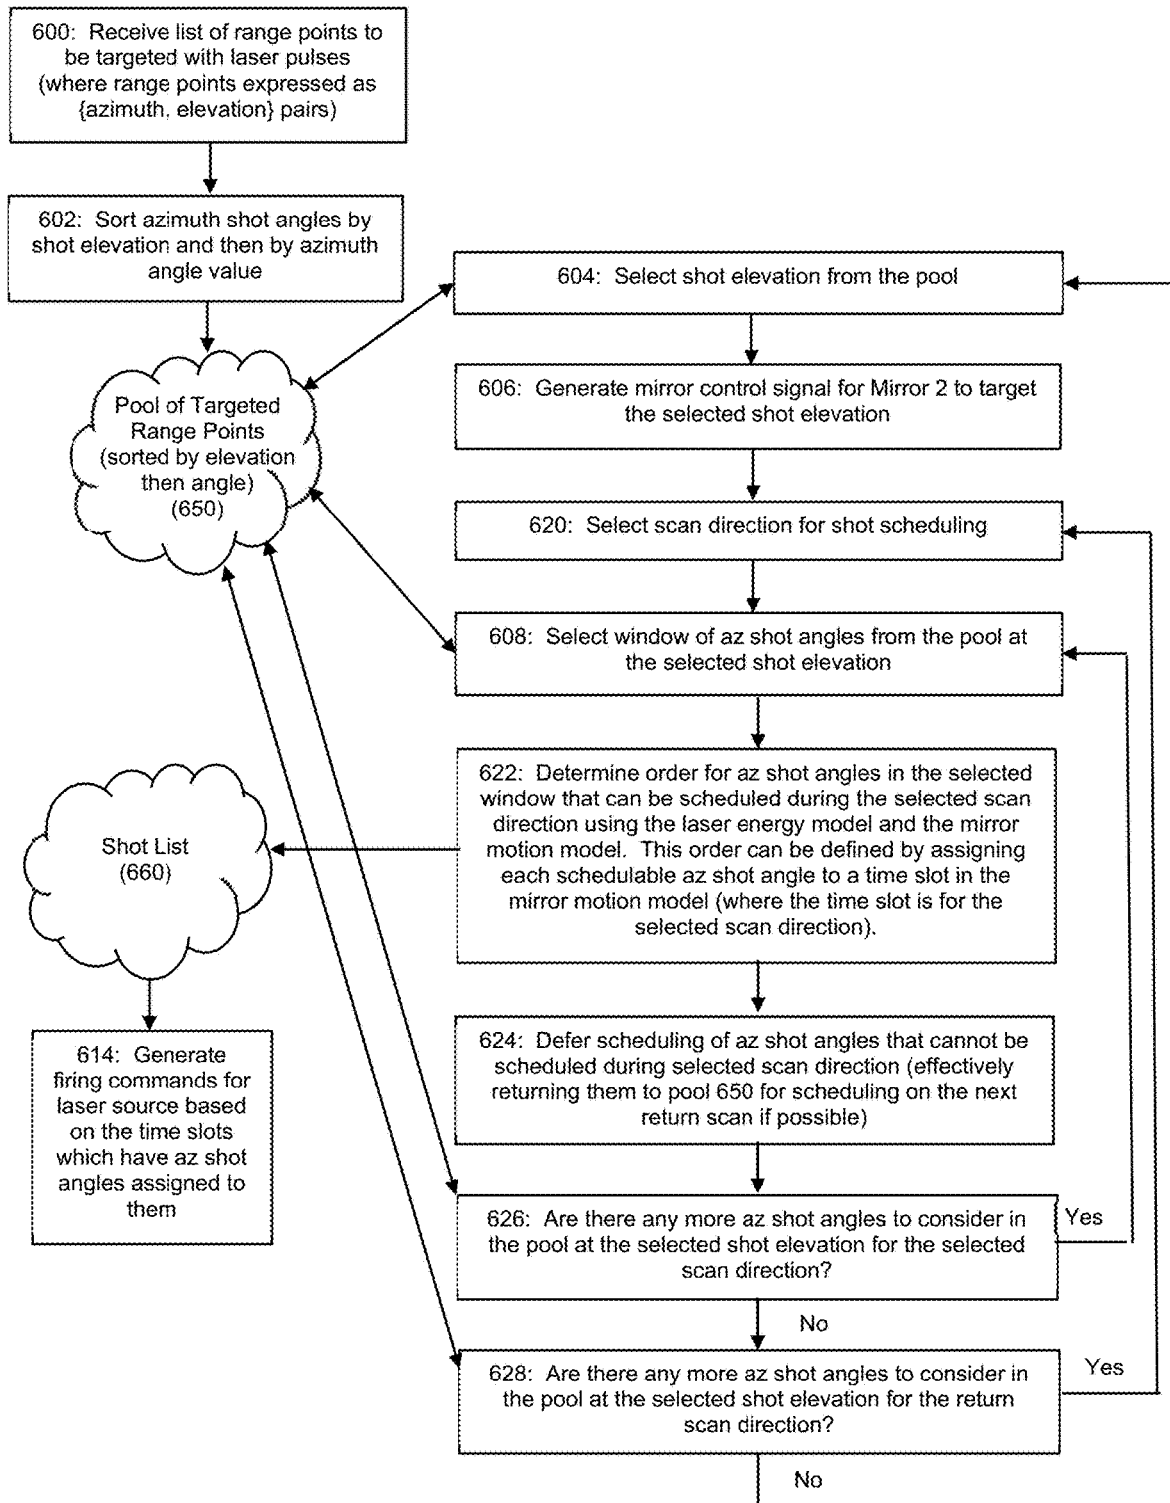 600: Receive list of range points to
be targeted with laser pulses
(where range points expressed as
{azimuth, elevation} pairs)
602: Sort azimuth shot angles by
shot elevation and then by azimuth
angle value
604: Select shot elevation from the pool
Pool of Targeted
Range Points
(sorted by elevation
then angle)
(650)
606: Generate mirror control signal for Mirror 2 to target
the selected shot elevation
620: Select scan direction for shot scheduling
608: Select window of az shot angles from the pool at
the selected shot elevation
622: Determine order for az shot angles in the selected
window that can be scheduled during the selected scan
direction using the laser energy model and the mirror
motion model. This order can be defined by assigning
each schedulable az shot angle to a time slot in the
mirror motion model (where the time slot is for the
selected scan direction).
Shot List
(660)
614: Generate
firing commands for
laser source based
on the time slots
which have az shot
angles assigned to
them
624: Defer scheduling of az shot angles that cannot be
scheduled during selected scan direction (effectively
returning them to pool 650 for scheduling on the next
return scan if possible)
626: Are there any more az shot angles to consider in
the pool at the selected shot elevation for the selected
scan direction?
Yes
No
628: Are there any more az shot angles to consider in
the pool at the selected shot elevation for the return
scan direction?
Yes
No